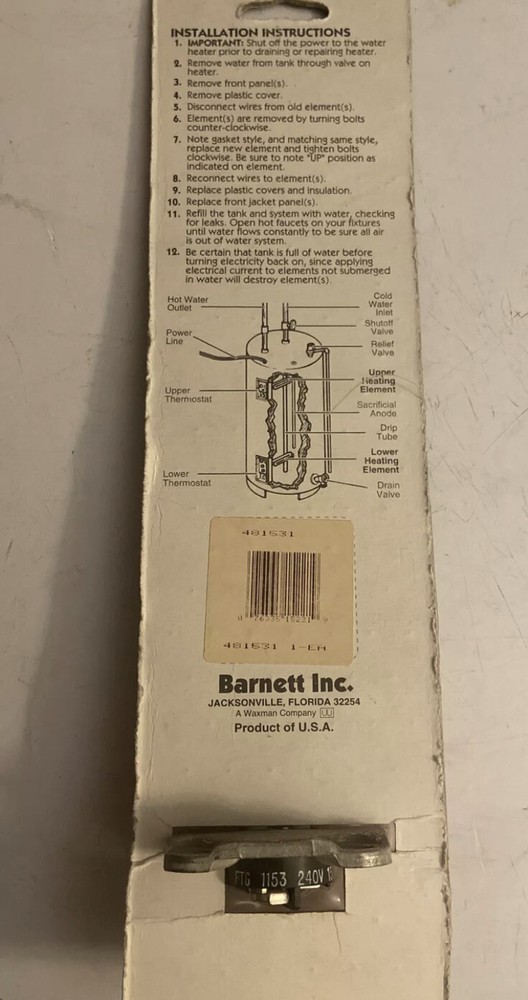 INSTALLATION INSTRUCTIONS
1. IMPORTANT: Shut off the power to the water
heater prior to draining or repairing heater.
2. Remove water from tank through valve on
heater.
3. Remove front panel(s).
4. Remove plastic cover.
5. Disconnect wires from old element(s).
6. Element(s) are removed by turning bolts
counter-clockwise.
7. Note gasket style, and matching same style,
replace new element and tighten bolts
clockwise. Be sure to note "UP" position as
indicated on element.
8. Reconnect wires to element(s).
9. Replace plastic covers and insulation.
10. Replace front jacket panel(s).
11. Refill the tank and system with water, checking
for leaks. Open hot faucets on your fixtures
until water flows constantly to be sure all air
is out of water system.
12. Be certain that tank is full of water before
turning electricity back on, since applying
electrical current to elements not submerged
in water will destroy element(s).
Hot Water
Outlet
Cold
Water
Inlet
Shutoff
Valve
Power
Line
Relief
Valve
Upper
Heating
Element
Upper
Thermostat
Sacrificial
Anode
Drip
Tube
Lower
Heating
Element
Lower
Thermostat
Drain
Valve
481531
481531 1-EA
Barnett Inc.
JACKSONVILLE, FLORIDA 32254
A Waxman Company
Product of U.S.A.
FTG 1153 240V